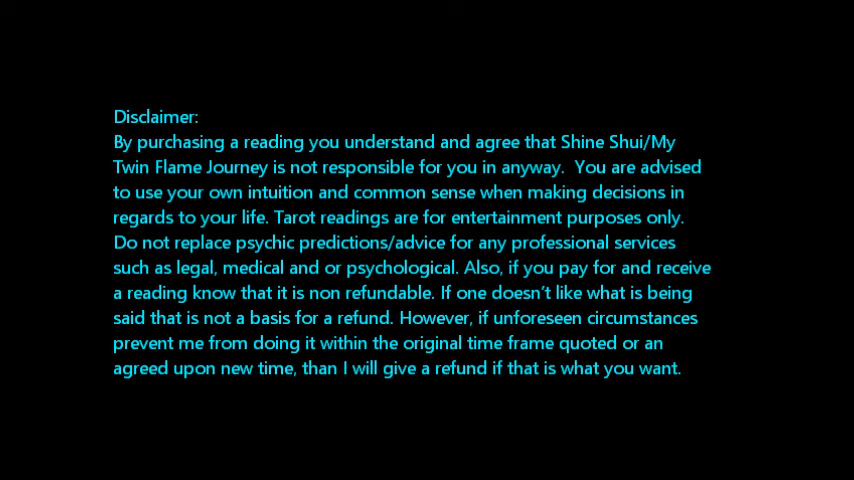 Disclaimer:
By purchasing a reading you understand and agree that Shine Shui/My
Twin Flame Journey is not responsible for you in anyway.  You are advised
to use your own intuition and common sense when making decisions in
regards to your life. Tarot readings are for entertainment purposes only.
Do not replace psychic predictions/advice for any professional services
such as legal, medical and or psychological. Also, if you pay for and receive
a reading know that it is non refundable. If one doesn't like what is being
said that is not a basis for a refund. However, if unforeseen circumstances
prevent me from doing it within the original time frame quoted or an
agreed upon new time, than I will give a refund if that is what you want.